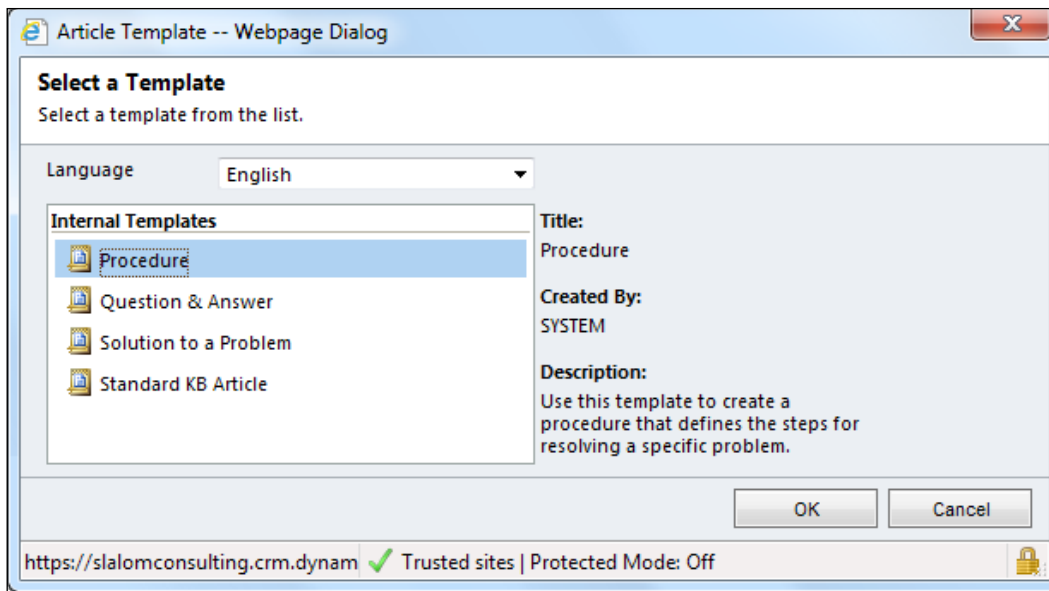 Article Template -- Webpage Dialog
Select a Template
Select a template from the list.
Language
English
Internal Templates
Procedure
Question & Answer
Solution to a Problem
Standard KB Article
Title:
Procedure
Created By:
SYSTEM
Description:
Use this template to create a
procedure that defines the steps for
resolving a specific problem.
OK
Cancel
https://slalomconsulting.crm.dynam
Trusted sites | Protected Mode: Off